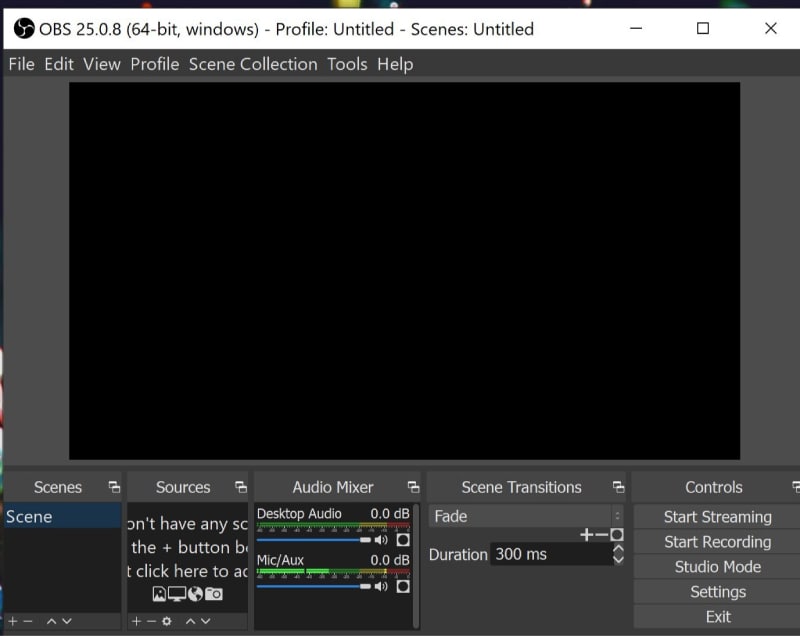 OBS 25.0.8 (64-bit, windows) - Profile: Untitled - Scenes: Untitled
File Edit View Profile Scene Collection Tools Help
Scenes
Sources
Audio Mixer
Scene Transitions
Controls
Scene
on't have any sc
the + button be
t click here to ac
Desktop Audio 0.0 dB
Mic/Aux 0.0 dB
Fade
Duration 300 ms
Start Streaming
Start Recording
Studio Mode
Settings
Exit